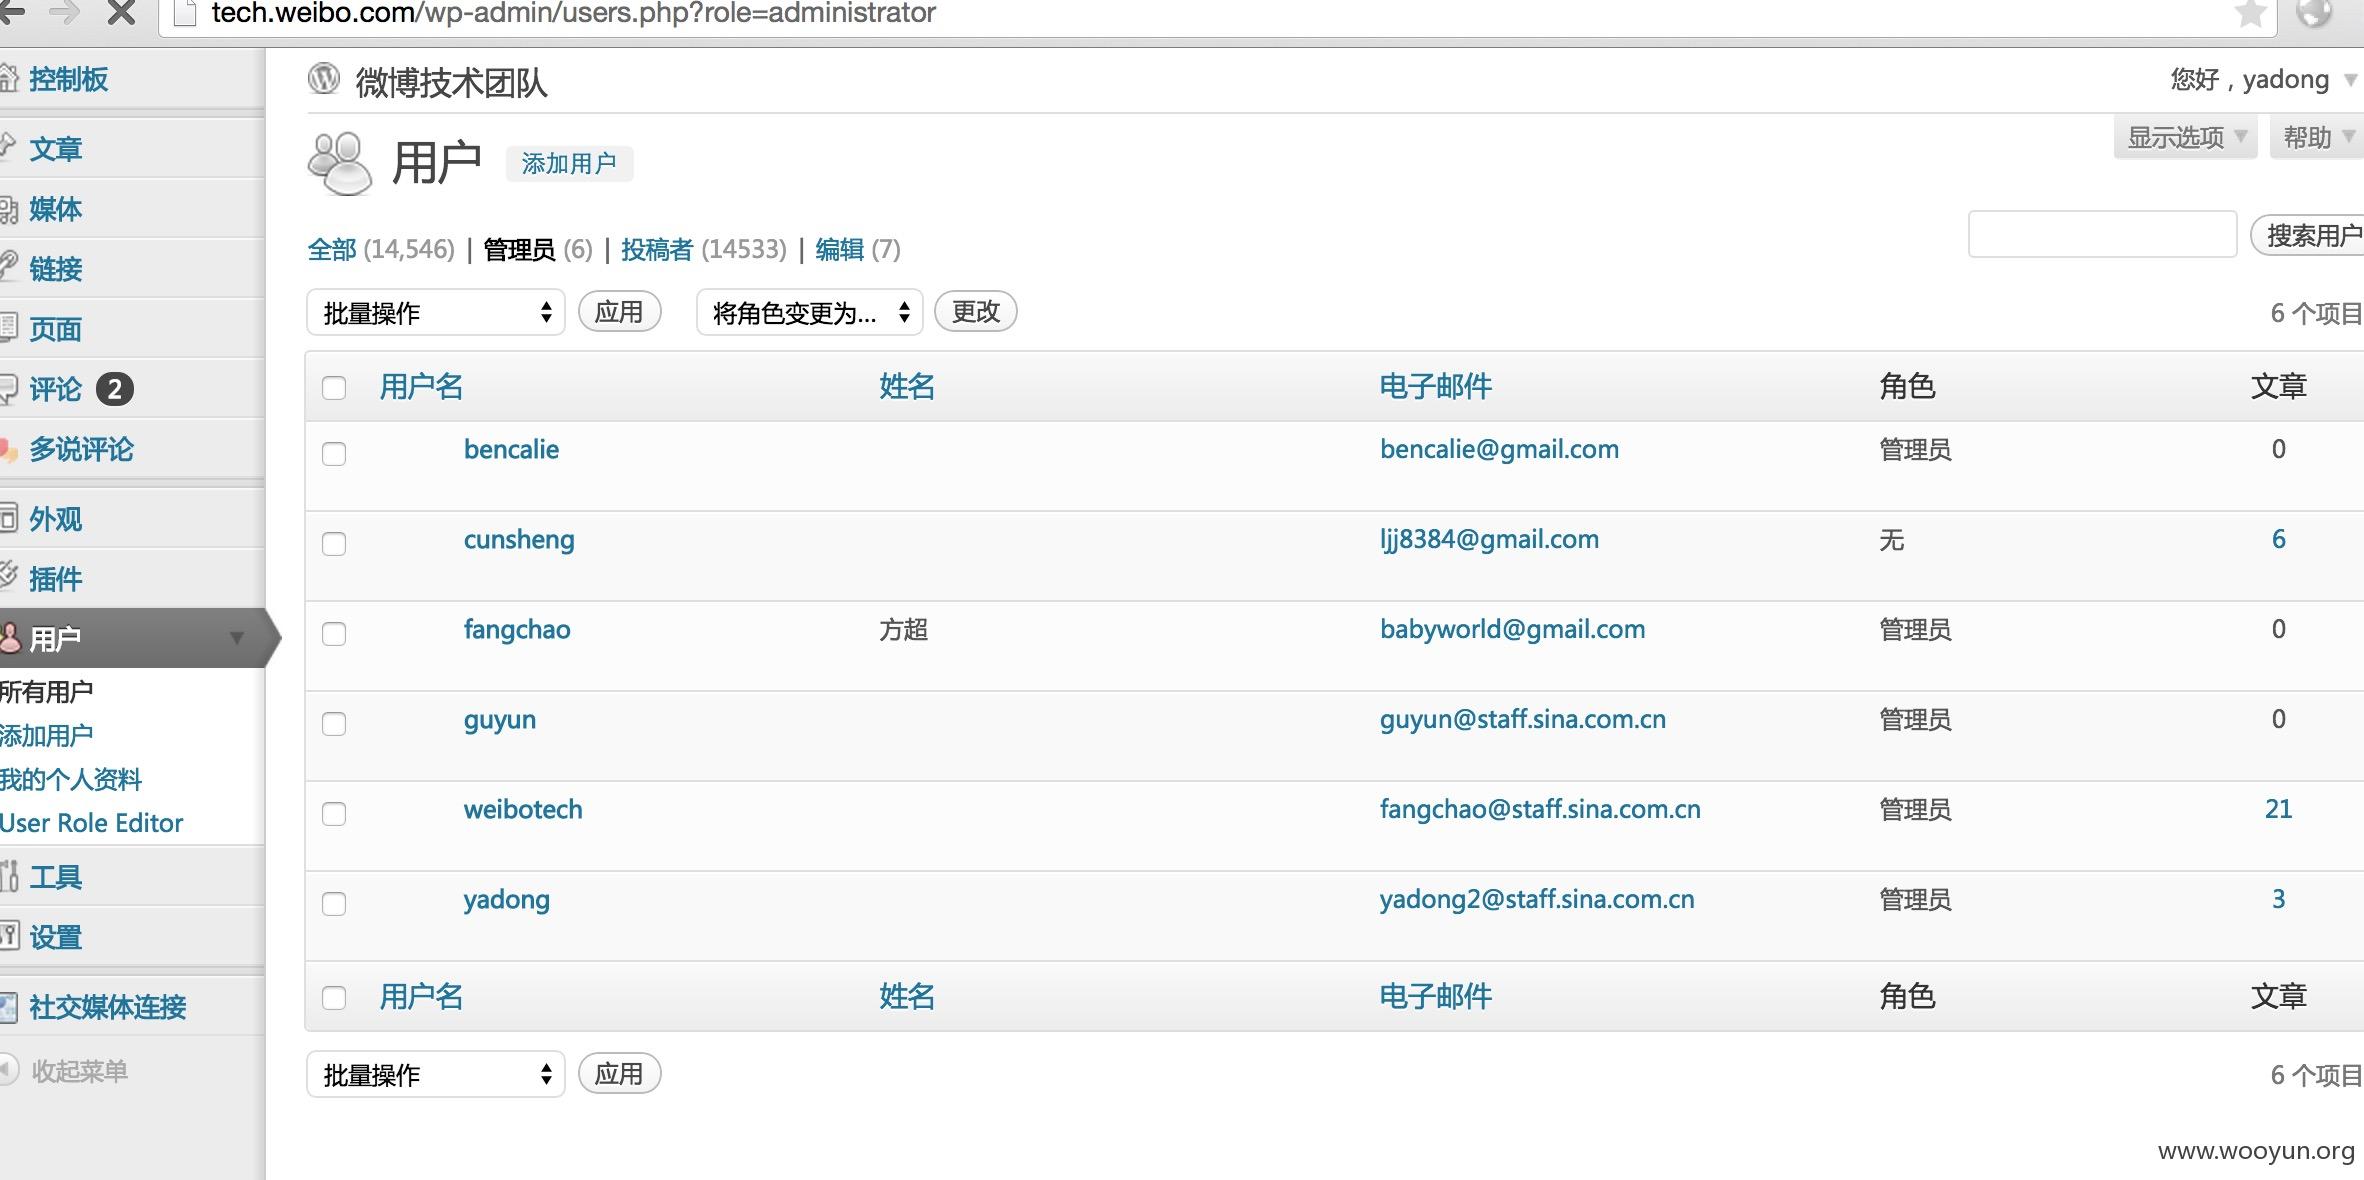 tech.weibo.com/wp-admin/users.php?role=administrator
控制板
文章
媒体
链接
页面
评论 2
多说评论
外观
插件
用户
所有用户
添加用户
我的个人资料
User Role Editor
工具
设置
社交媒体连接
收起菜单
微博技术团队
您好，yadong
显示选项
帮助
用户 添加用户
全部 (14,546) | 管理员 (6) | 投稿者 (14533) | 编辑 (7)
搜索用户
批量操作 应用 将角色变更为... 更改
6 个项目
用户名 姓名 电子邮件 角色 文章
bencalie bencalie@gmail.com 管理员 0
cunsheng ljj8384@gmail.com 无 6
fangchao 方超 babyworld@gmail.com 管理员 0
guyun guyun@staff.sina.com.cn 管理员 0
weibotech fangchao@staff.sina.com.cn 管理员 21
yadong yadong2@staff.sina.com.cn 管理员 3
用户名 姓名 电子邮件 角色 文章
批量操作 应用
6 个项目
www.wooyun.org